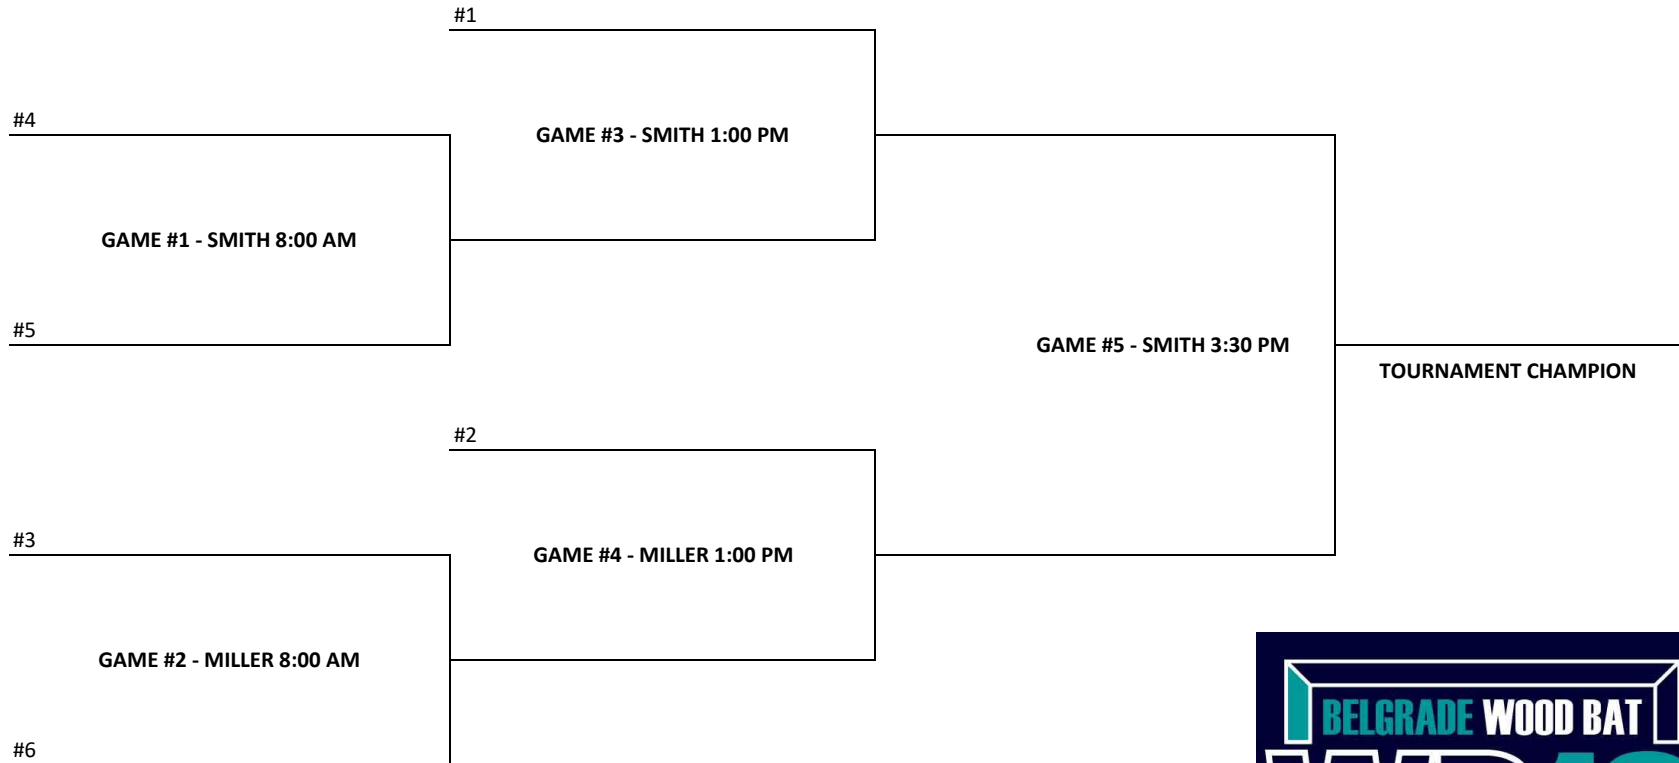 #1
#4
GAME #3 - SMITH 1:00 PM
GAME #1 - SMITH 8:00 AM
#5
GAME #5 - SMITH 3:30 PM
TOURNAMENT CHAMPION
#2
#3
GAME #4 - MILLER 1:00 PM
GAME #2 - MILLER 8:00 AM
BELGRADE WOOD BAT
#6